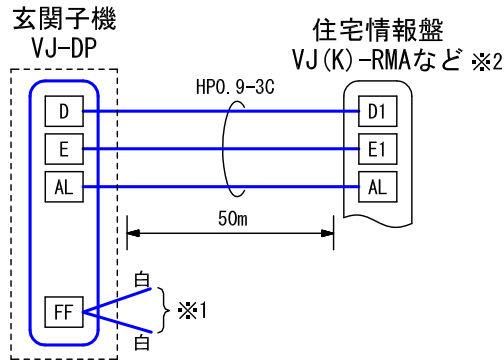 玄関子機
VJ-DP
住宅情報盤
VJ(K)-RMAなど ※2
HP0.9-3C
D
D1
E
E1
AL
AL
50m
白
FF
※1
白